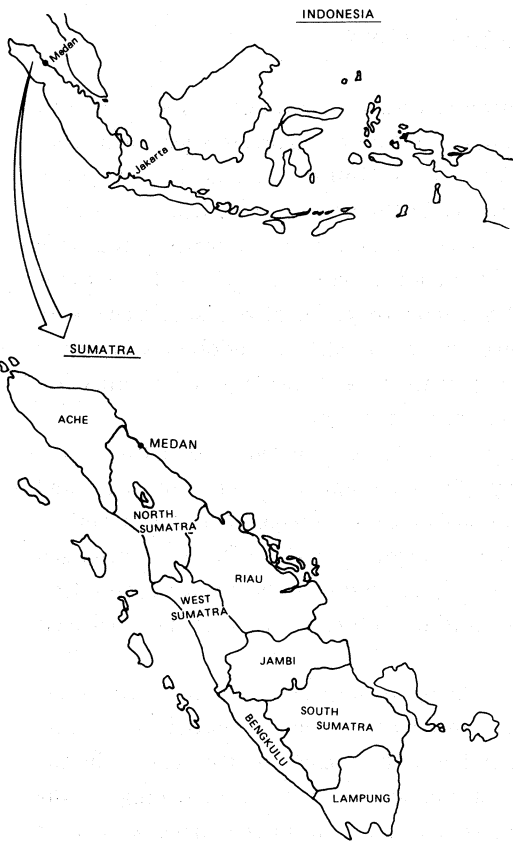 INDONESIA
Medan
Jakarta
SUMATRA
ACHE
MEDAN
NORTH
SUMATRA
RIAU
WEST
SUMATRA
JAMBI
SOUTH
SUMATRA
BENGKULU
LAMPUNG